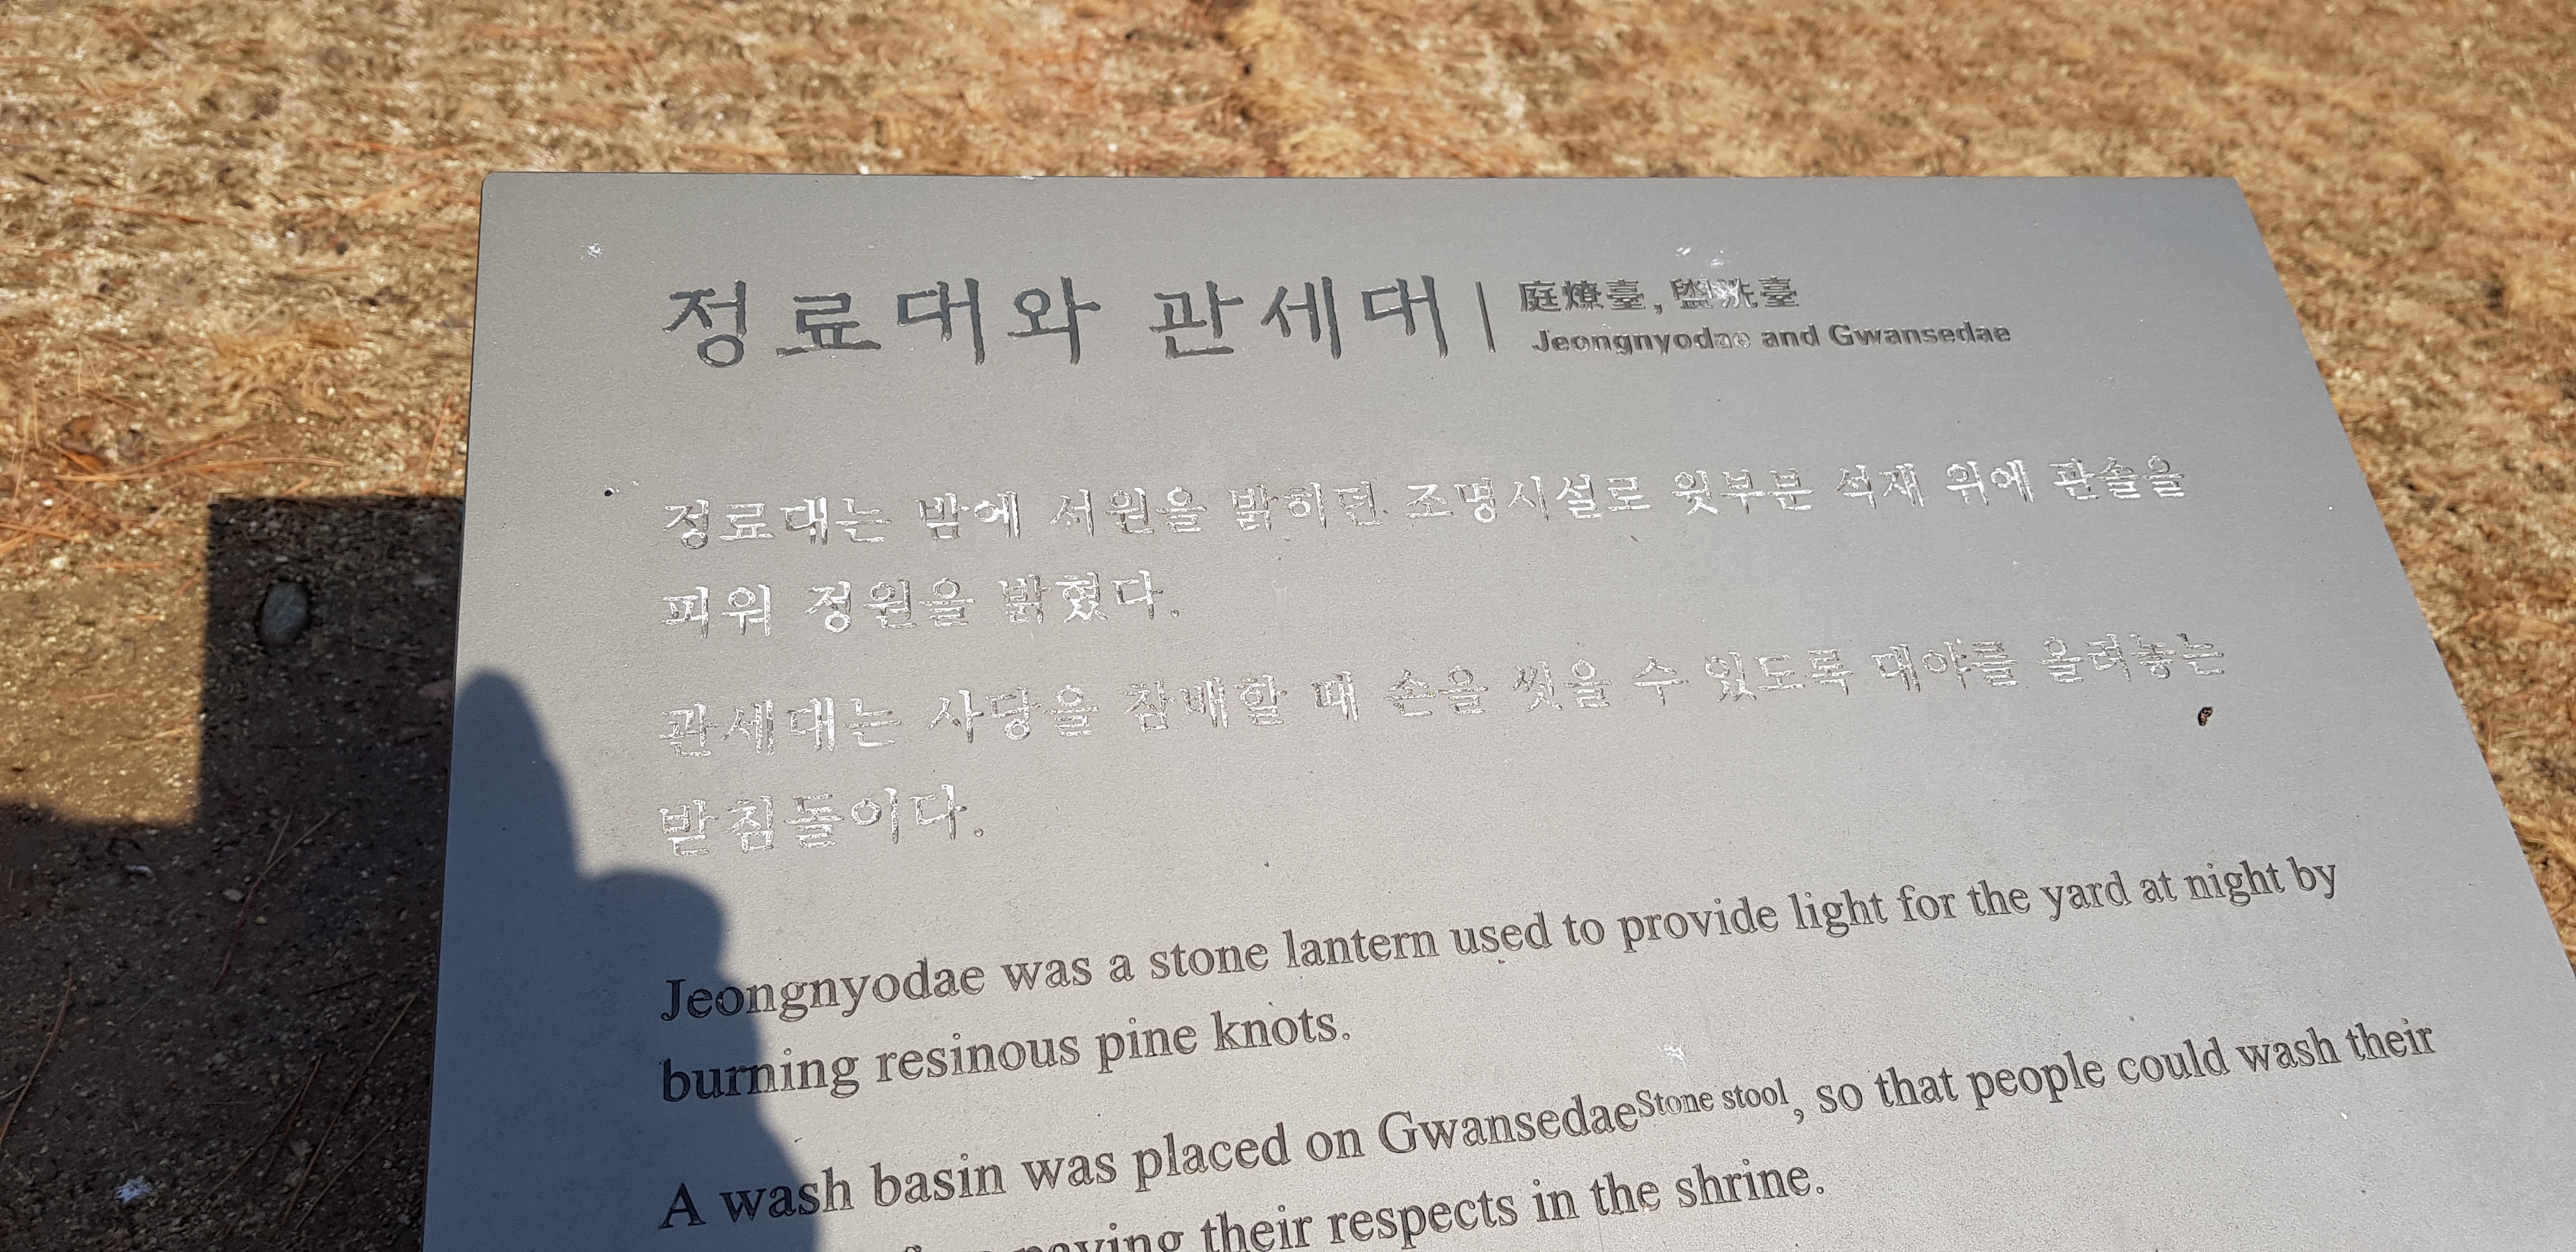 정료대와 관세대 | 庭燎臺, 盥洗臺
Jeongnyodae and Gwansedae
정료대는 밤에 서원을 밝히던 조명시설로 윗부분 석재 위에 관솔을
피워 정원을 밝혔다.
관세대는 사당을 참배할 때 손을 씻을 수 있도록 대야를 올려놓는
받침돌이다.
Jeongnyodae was a stone lantern used to provide light for the yard at night by
burning resinous pine knots.
A wash basin was placed on Gwansedae Stone stool, so that people could wash their
paying their respects in the shrine.